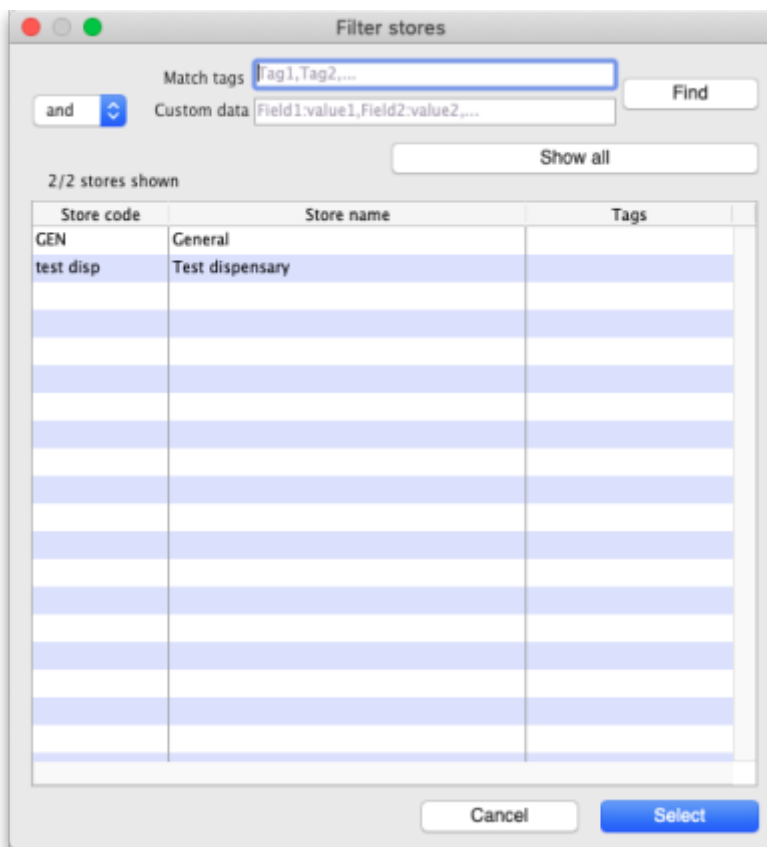 Filter stores
Match tags Tag1,Tag2,...
Find
and
Custom data Field1:value1,Field2:value2,...
Show all
2/2 stores shown
Store code Store name Tags
GEN General
test disp Test dispensary
Cancel Select